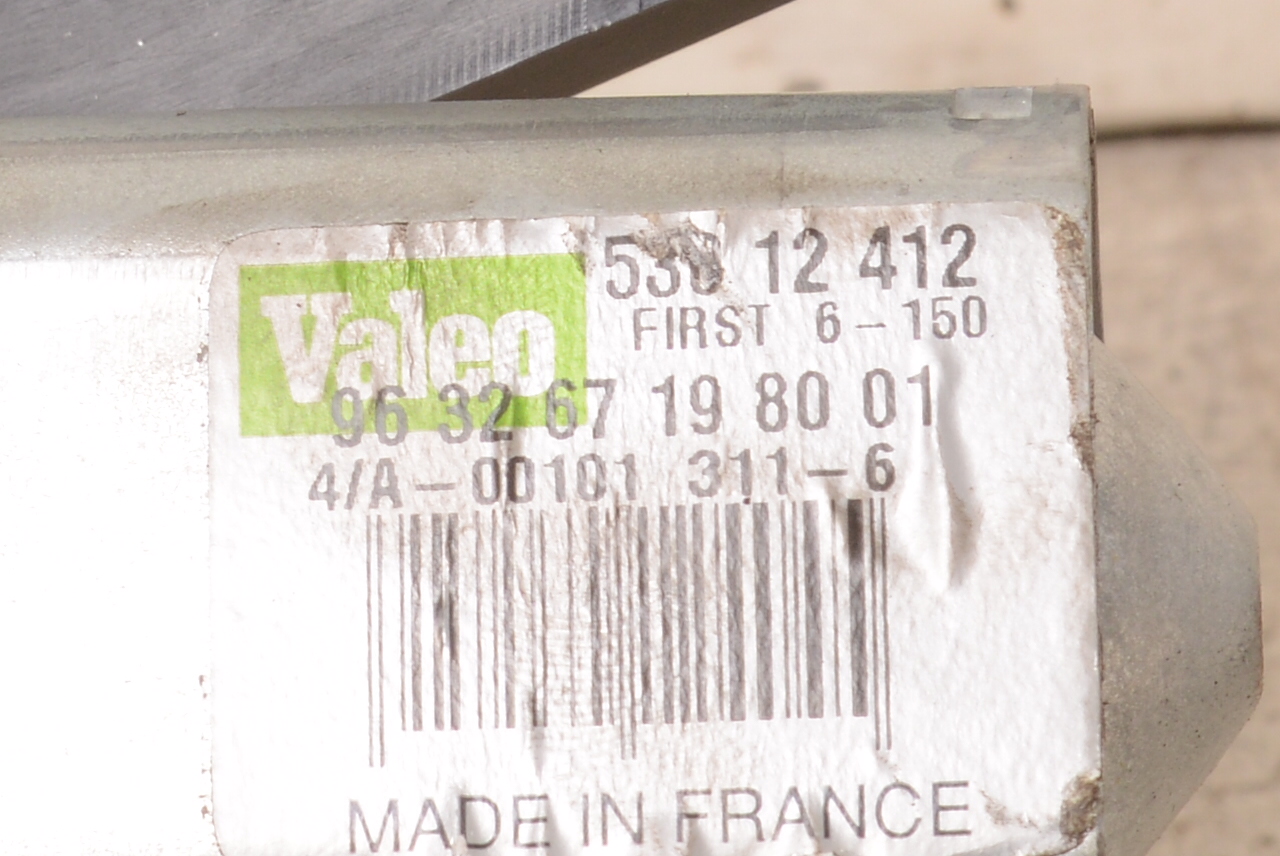 Valeo
530 12 412
FIRST 6-150
96 32 67 19 80 01
4/A-00101 311-6
MADE IN FRANCE